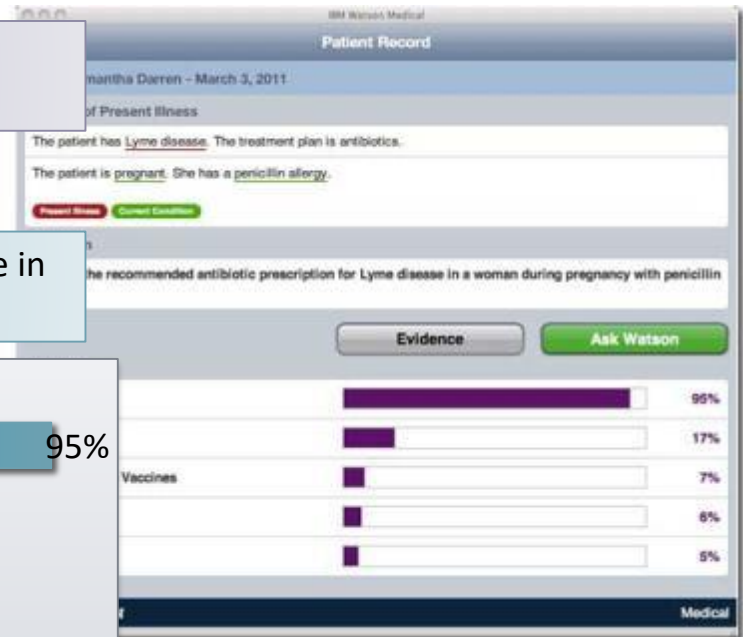 IBM Watson Medical
Patient Record
mantha Darren - March 3, 2011
of Present Illness
The patient has Lyme disease. The treatment plan is antibiotics.
The patient is pregnant. She has a penicillin allergy.
Present Illness Current Condition
n
e in
he recommended antibiotic prescription for Lyme disease in a woman during pregnancy with penicillin
Evidence Ask Watson
95%
95%
17%
Vaccines 7%
6%
5%
Medical